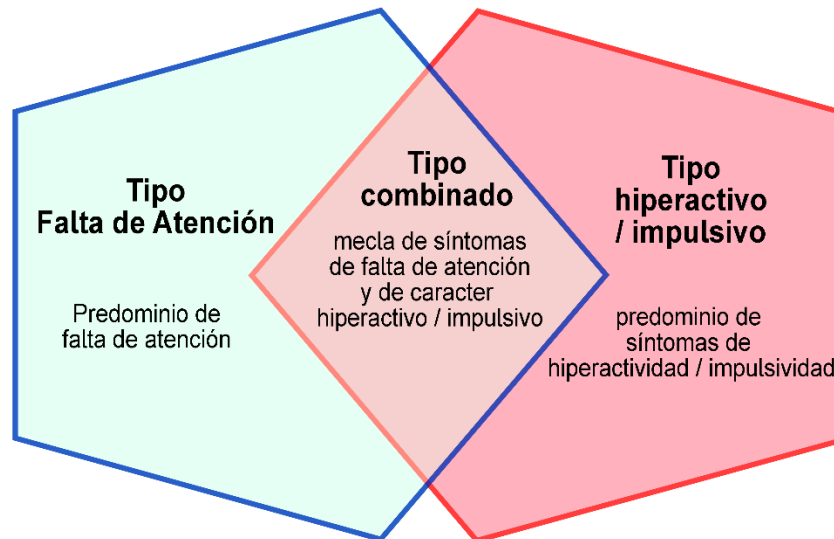 Tipo
Falta de Atención
Predominio de
falta de atención
Tipo
combinado
mecla de síntomas
de falta de atención
y de caracter
hiperactivo / impulsivo
Tipo
hiperactivo
/ impulsivo
predominio de
síntomas de
hiperactividad / impulsividad